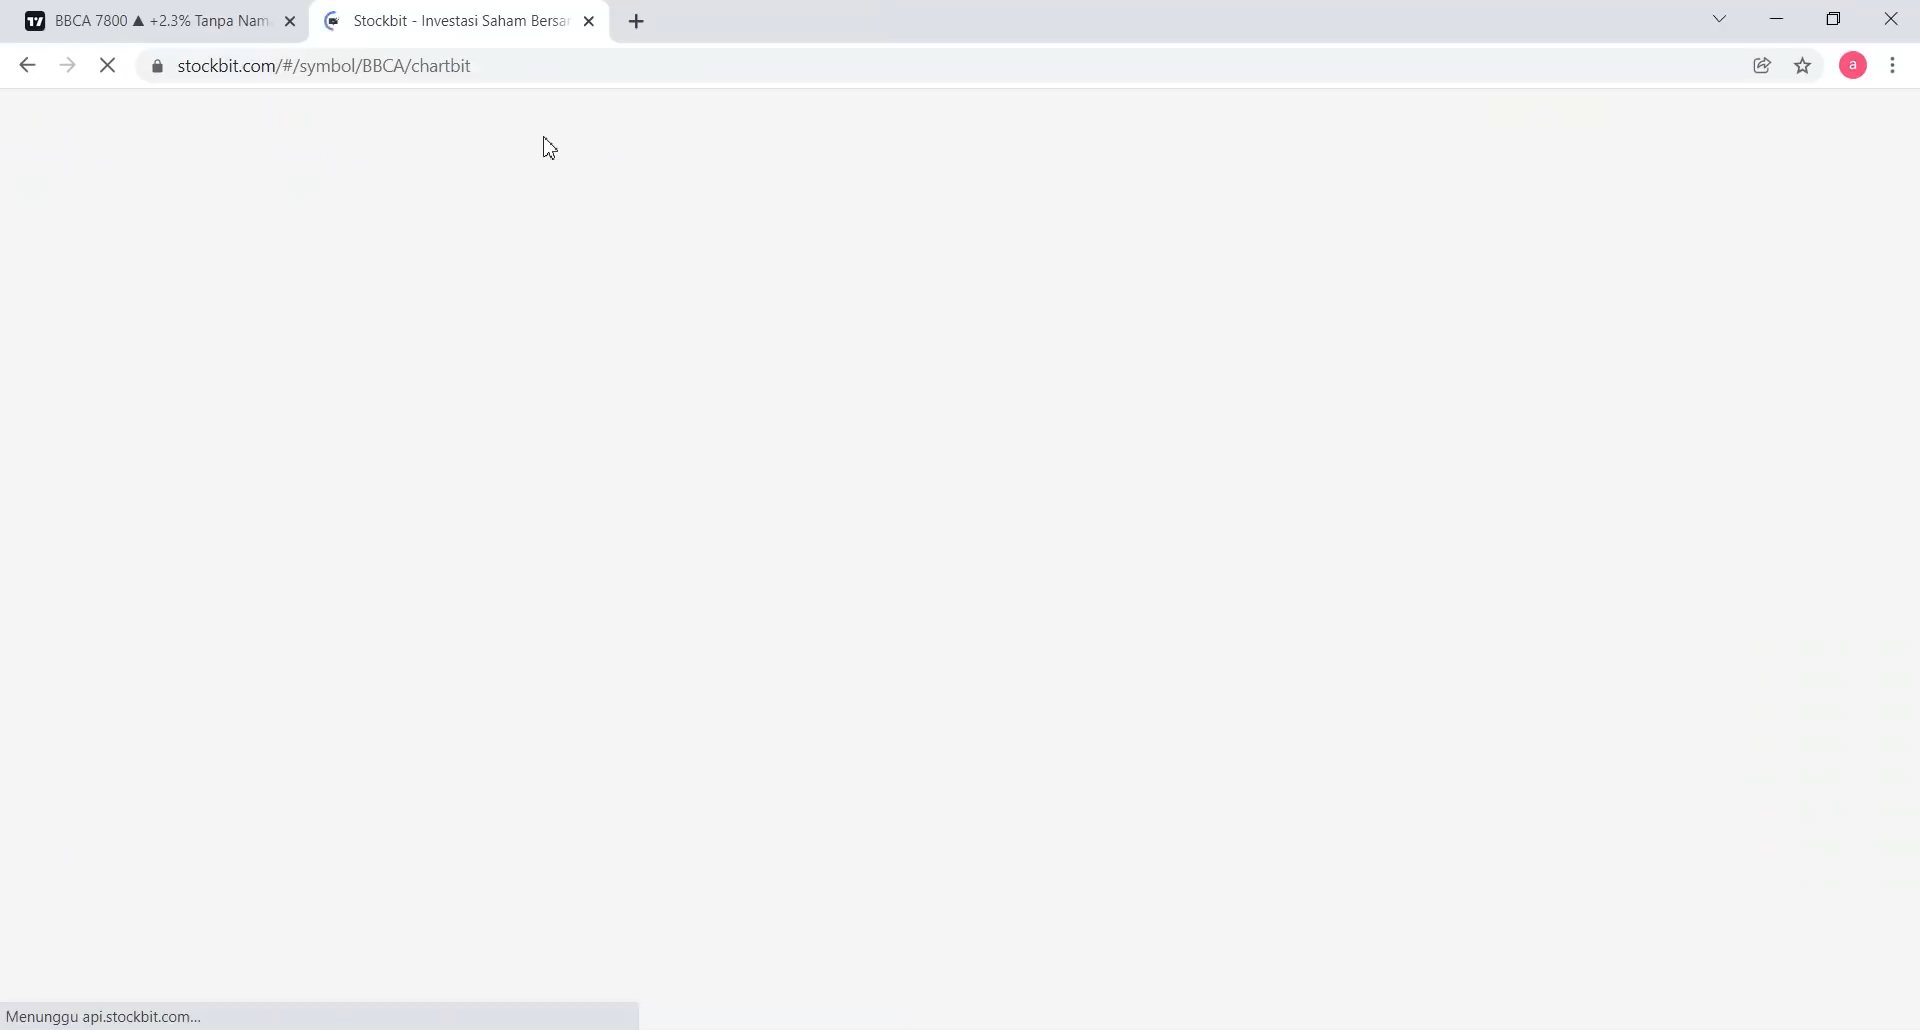 BBCA 7800 ▲ +2.3% Tanpa Nam
Stockbit - Investasi Saham Bersa
stockbit.com/#/symbol/BBCA/chartbit
a
Menunggu api.stockbit.com...